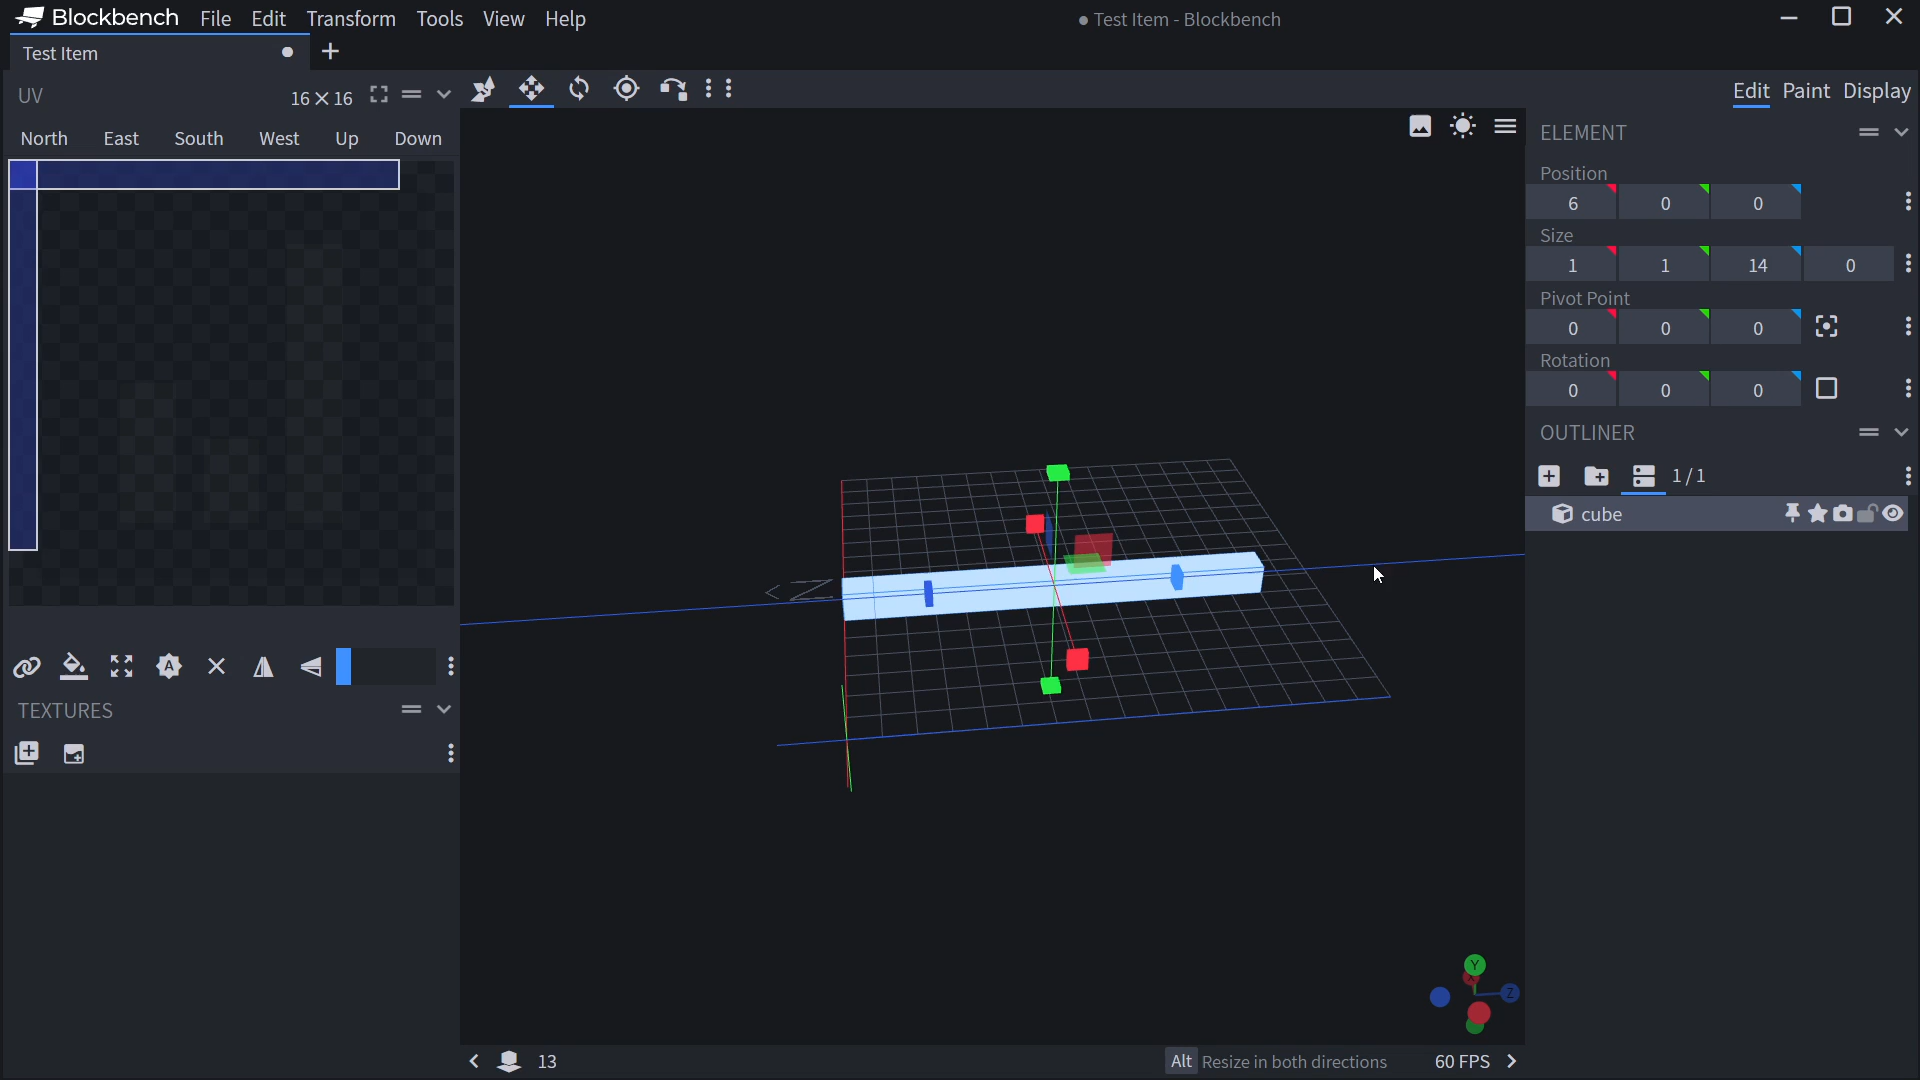 Blockbench File Edit Transform Tools View Help
● Test Item - Blockbench
Test Item
UV 16×16
North East South West Up Down
TEXTURES
Edit Paint Display
ELEMENT
Position
6 0 0
Size
1 1 14 0
Pivot Point
0 0 0
Rotation
0 0 0
OUTLINER
1 / 1
cube
Y
Z
13
Alt Resize in both directions 60 FPS